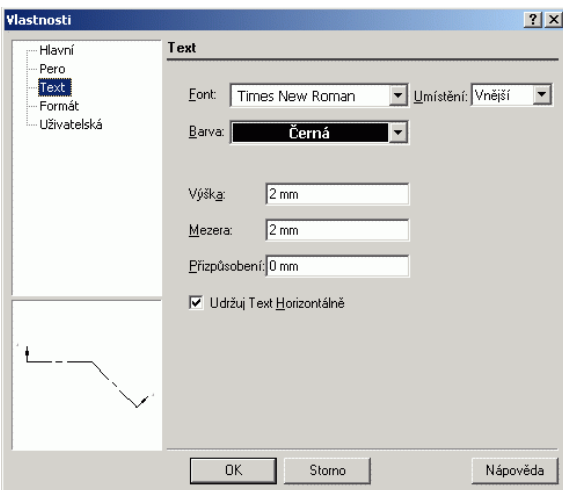 Vlastnosti
Hlavní
Pero
Text
Formát
Uživatelská
Text
Font: Times New Roman Umístění: Vnější
Barva: Černá
Výška: 2 mm
Mezera: 2 mm
Přizpůsobení: 0 mm
Udržuj Text Horizontálně
OK Storno Nápověda